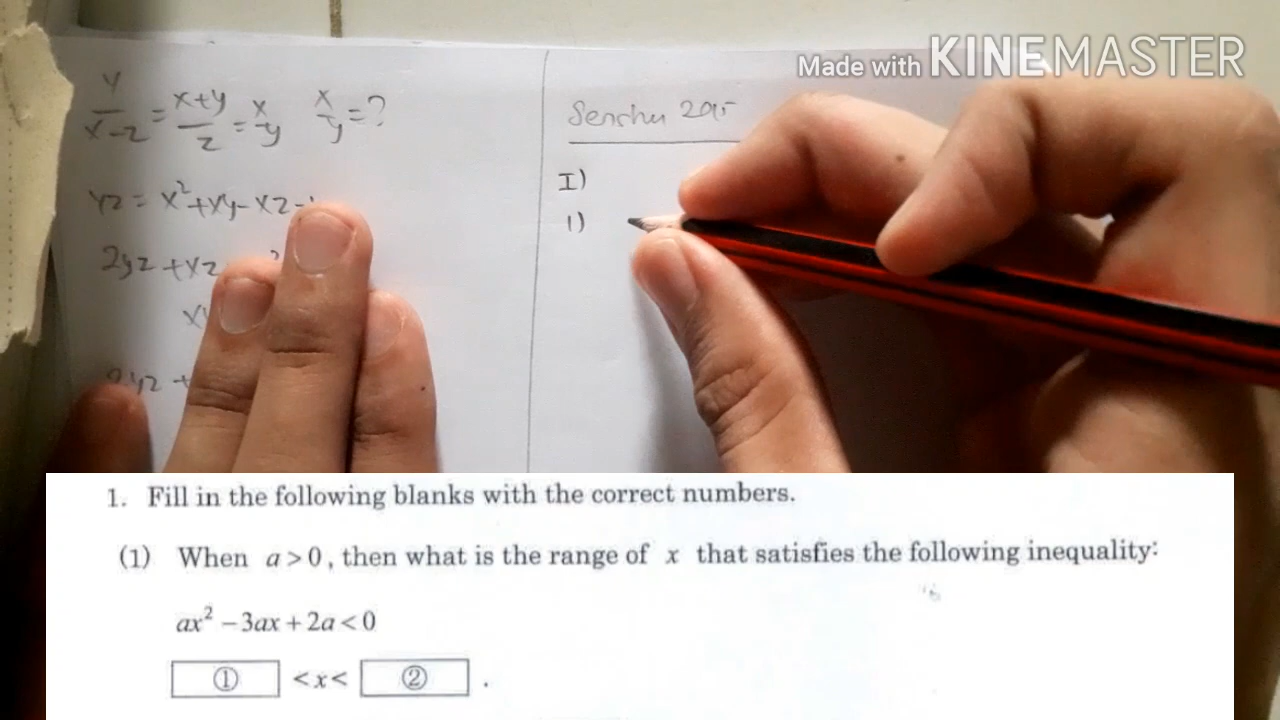 Made with KINEMASTER
y/x-z = x+y/z = x/y   x/y = ?
yz = x²+xy-xz-
2yz +xz
2yz +
Senshu 2015
I)
1)
1. Fill in the following blanks with the correct numbers.
(1) When a > 0, then what is the range of x that satisfies the following inequality:
ax² − 3ax + 2a < 0
① < x < ② .